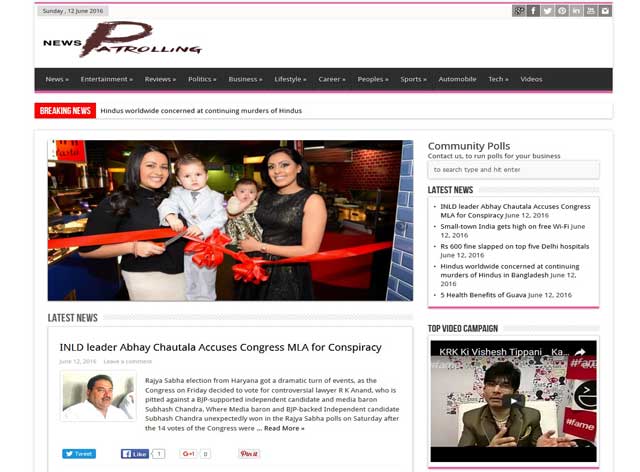 Sunday , 12 June 2016
NEWS PATROLLING
News » Entertainment » Reviews » Politics » Business » Lifestyle » Career » Peoples » Sports » Automobile Tech » Videos
BREAKING NEWS Hindus worldwide concerned at continuing murders of Hindus
Community Polls
Contact us, to run polls for your business
to search type and hit enter
LATEST NEWS
• INLD leader Abhay Chautala Accuses Congress
MLA for Conspiracy June 12, 2016
• Small-town India gets high on free Wi-Fi June
12, 2016
• Rs 600 fine slapped on top five Delhi hospitals
June 12, 2016
• Hindus worldwide concerned at continuing
murders of Hindus in Bangladesh June 12,
2016
• 5 Health Benefits of Guava June 12, 2016
LATEST NEWS
INLD leader Abhay Chautala Accuses Congress MLA for Conspiracy
June 12, 2016 Leave a comment
Rajya Sabha election from Haryana got a dramatic turn of events, as the
Congress on Friday decided to vote for controversial lawyer R K Anand, who is
pitted against a BJP-supported independent candidate and media baron
Subhash Chandra. Where Media baron and BJP-backed Independent candidate
Subhash Chandra unexpectedly won in the Rajya Sabha polls on Saturday after
the 14 votes of the Congress were ... Read More »
Tweet Like 1 G+1 0 Pin it
TOP VIDEO CAMPAIGN
KRK Ki Vishesh Tippani _ Ka...
#fame
#fame